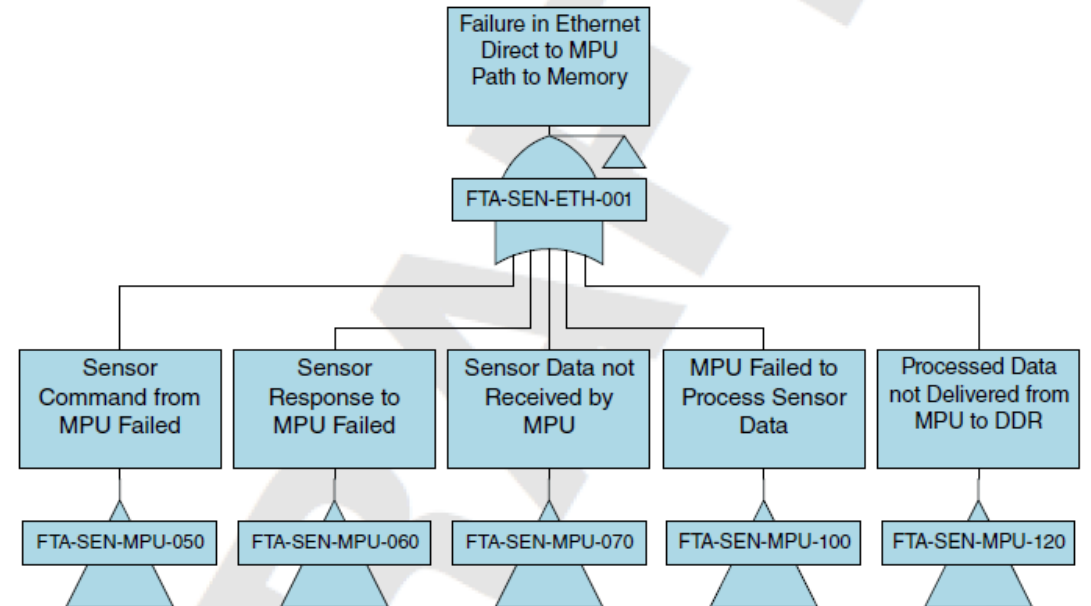 Failure in Ethernet
Direct to MPU
Path to Memory
FTA-SEN-ETH-001
Sensor
Command from
MPU Failed
Sensor
Response to
MPU Failed
Sensor Data not
Received by
MPU
MPU Failed to
Process Sensor
Data
Processed Data
not Delivered from
MPU to DDR
FTA-SEN-MPU-050
FTA-SEN-MPU-060
FTA-SEN-MPU-070
FTA-SEN-MPU-100
FTA-SEN-MPU-120